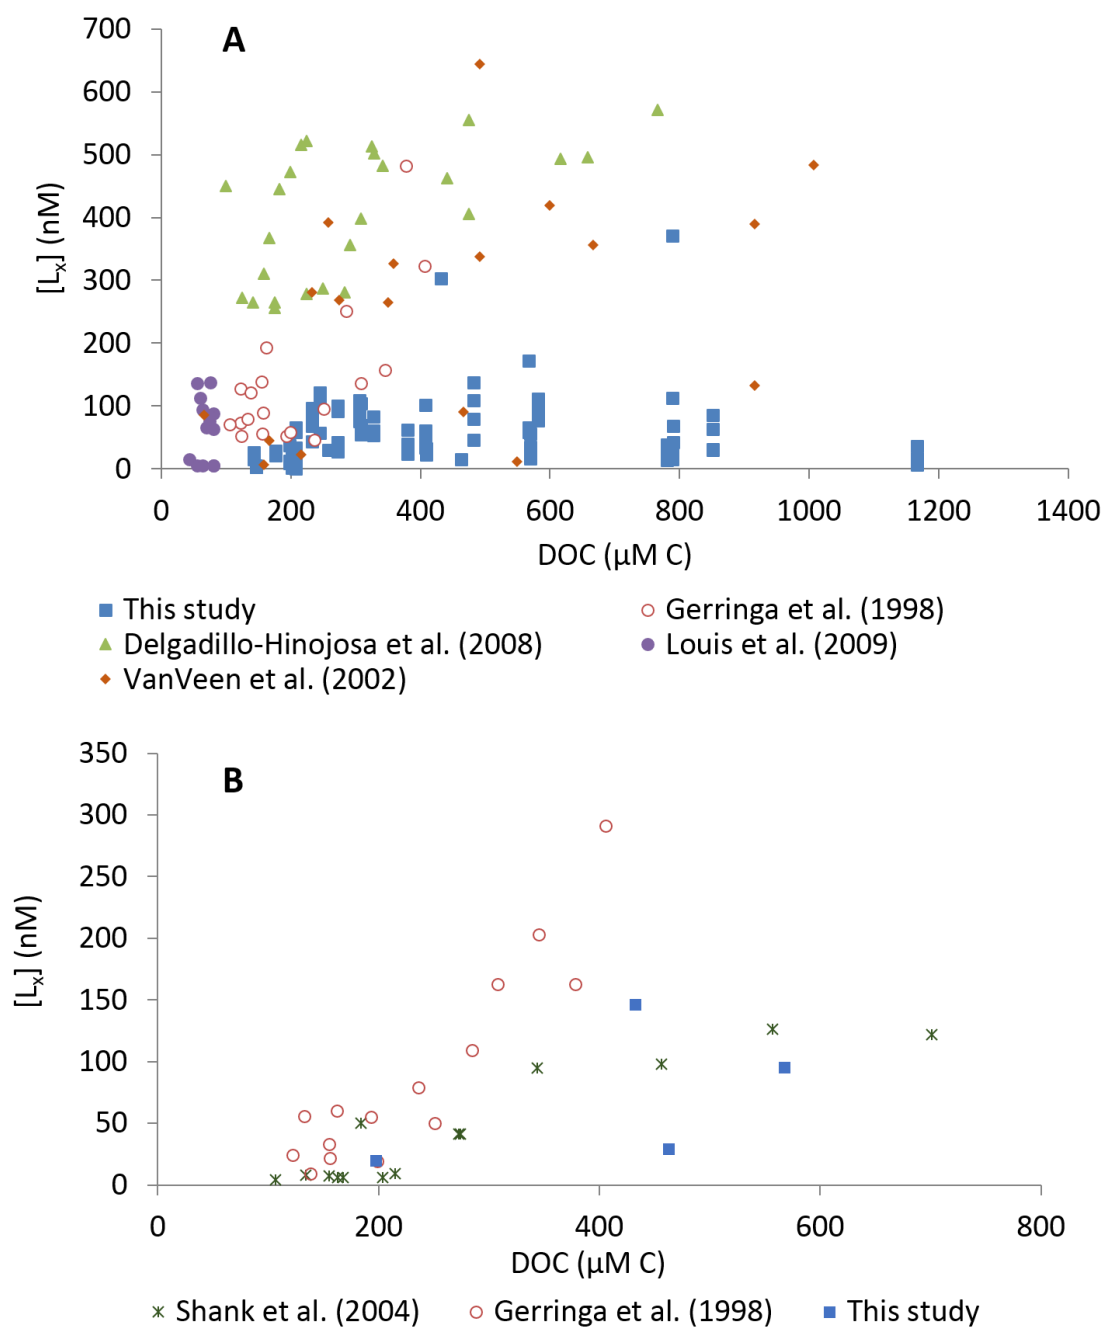 A
700
600
500
400
300
200
100
0
[Lx] (nM)
0 200 400 600 800 1000 1200 1400
DOC (µM C)
This study
Gerringa et al. (1998)
Delgadillo-Hinojosa et al. (2008)
Louis et al. (2009)
VanVeen et al. (2002)
B
350
300
250
200
150
100
50
0
[Lx] (nM)
0 200 400 600 800
DOC (µM C)
Shank et al. (2004) Gerringa et al. (1998) This study